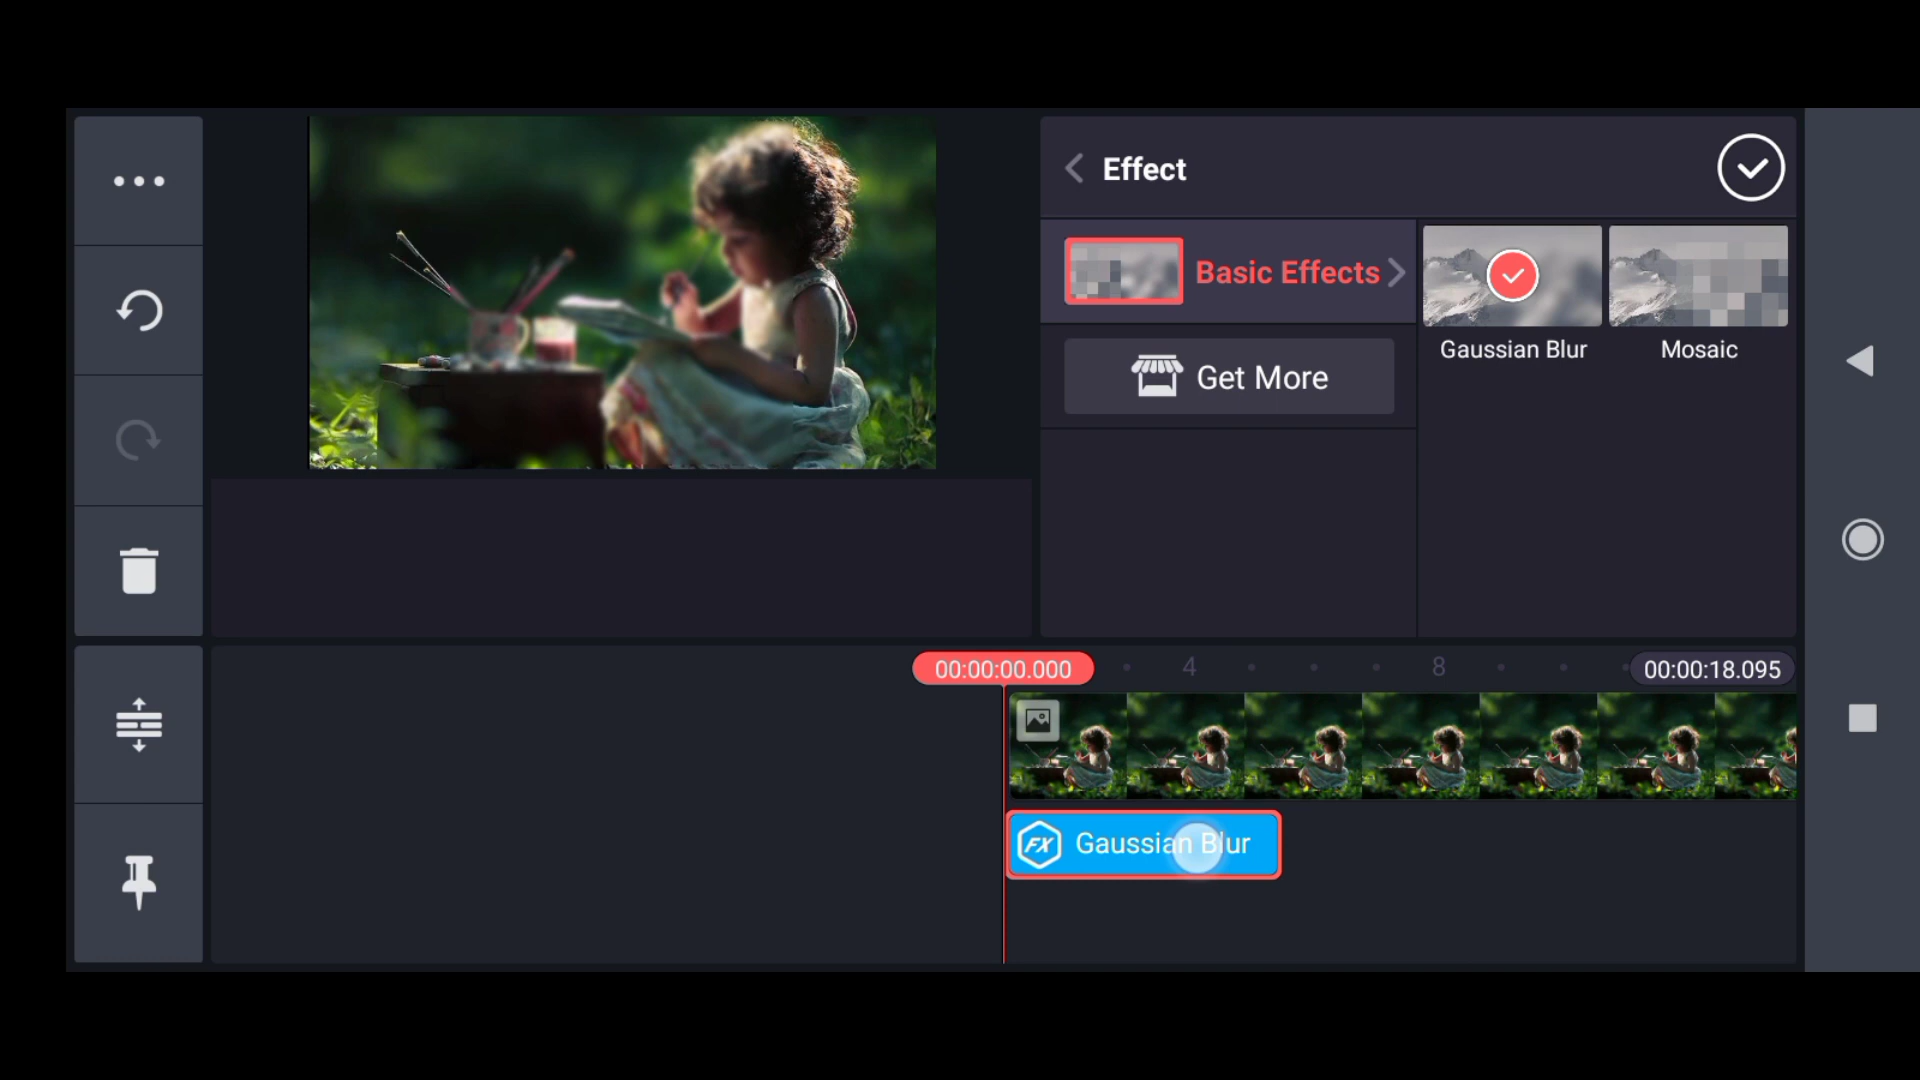 Effect
Basic Effects
Get More
Gaussian Blur
Mosaic
00:00:00.000
4
8
00:00:18.095
FX Gaussian Blur